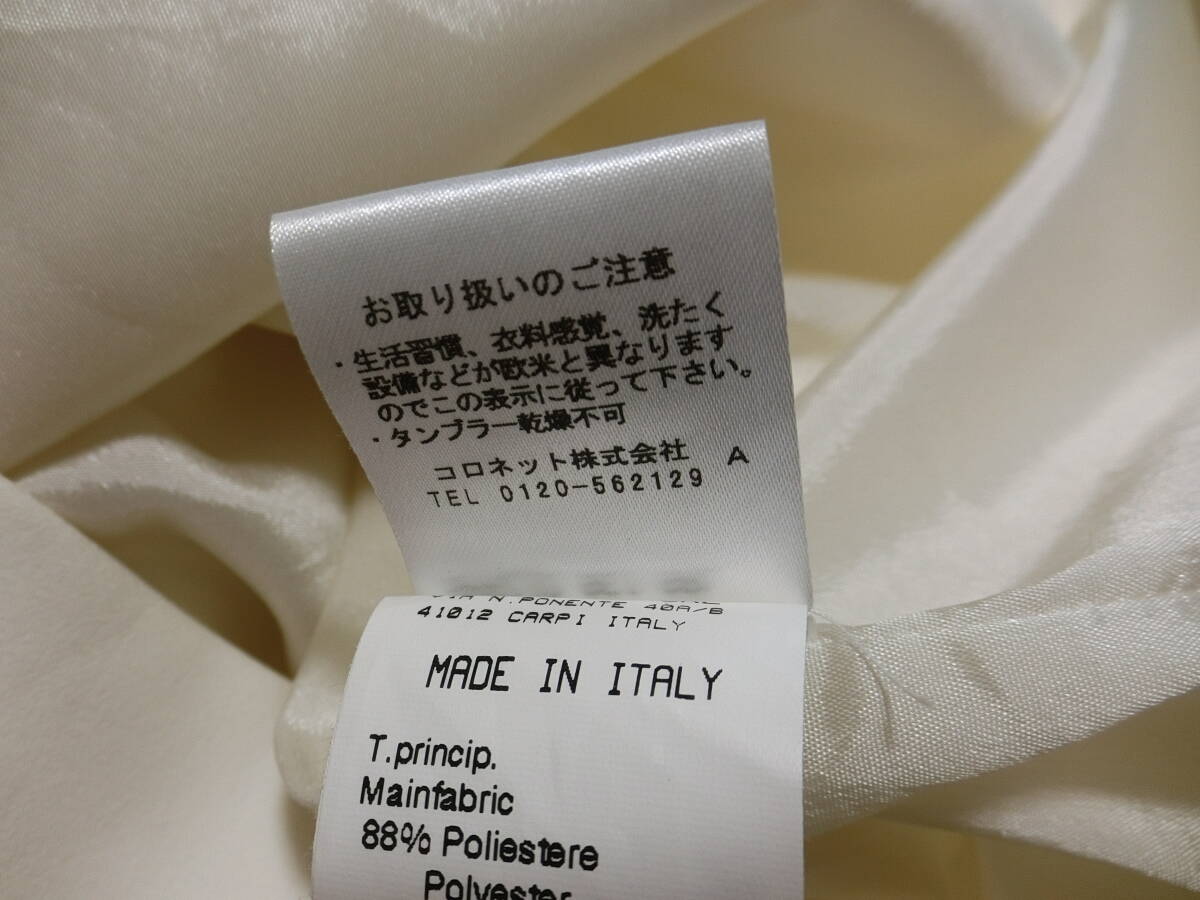 お取り扱いのご注意
・生活習慣、衣料感覚、洗たく
設備などが欧米と異なります
のでこの表示に従って下さい。
・タンブラー乾燥不可
コロネット株式会社 A
TEL 0120-562129
VIA N.PONENTE 40A/B
41012 CARPI ITALY
MADE IN ITALY
T.princip.
Mainfabric
88% Poliestere
Polyester